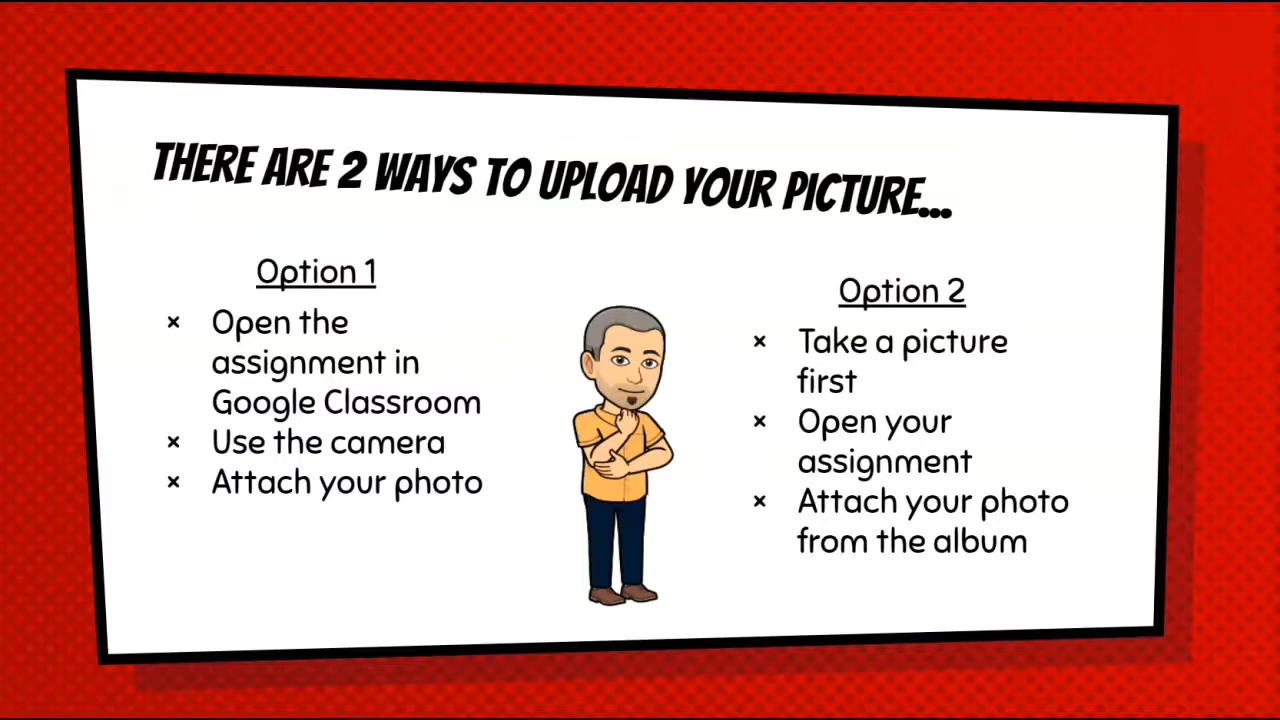 THERE ARE 2 WAYS TO UPLOAD YOUR PICTURE...
Option 1
× Open the
assignment in
Google Classroom
× Use the camera
× Attach your photo
Option 2
× Take a picture
first
× Open your
assignment
× Attach your photo
from the album